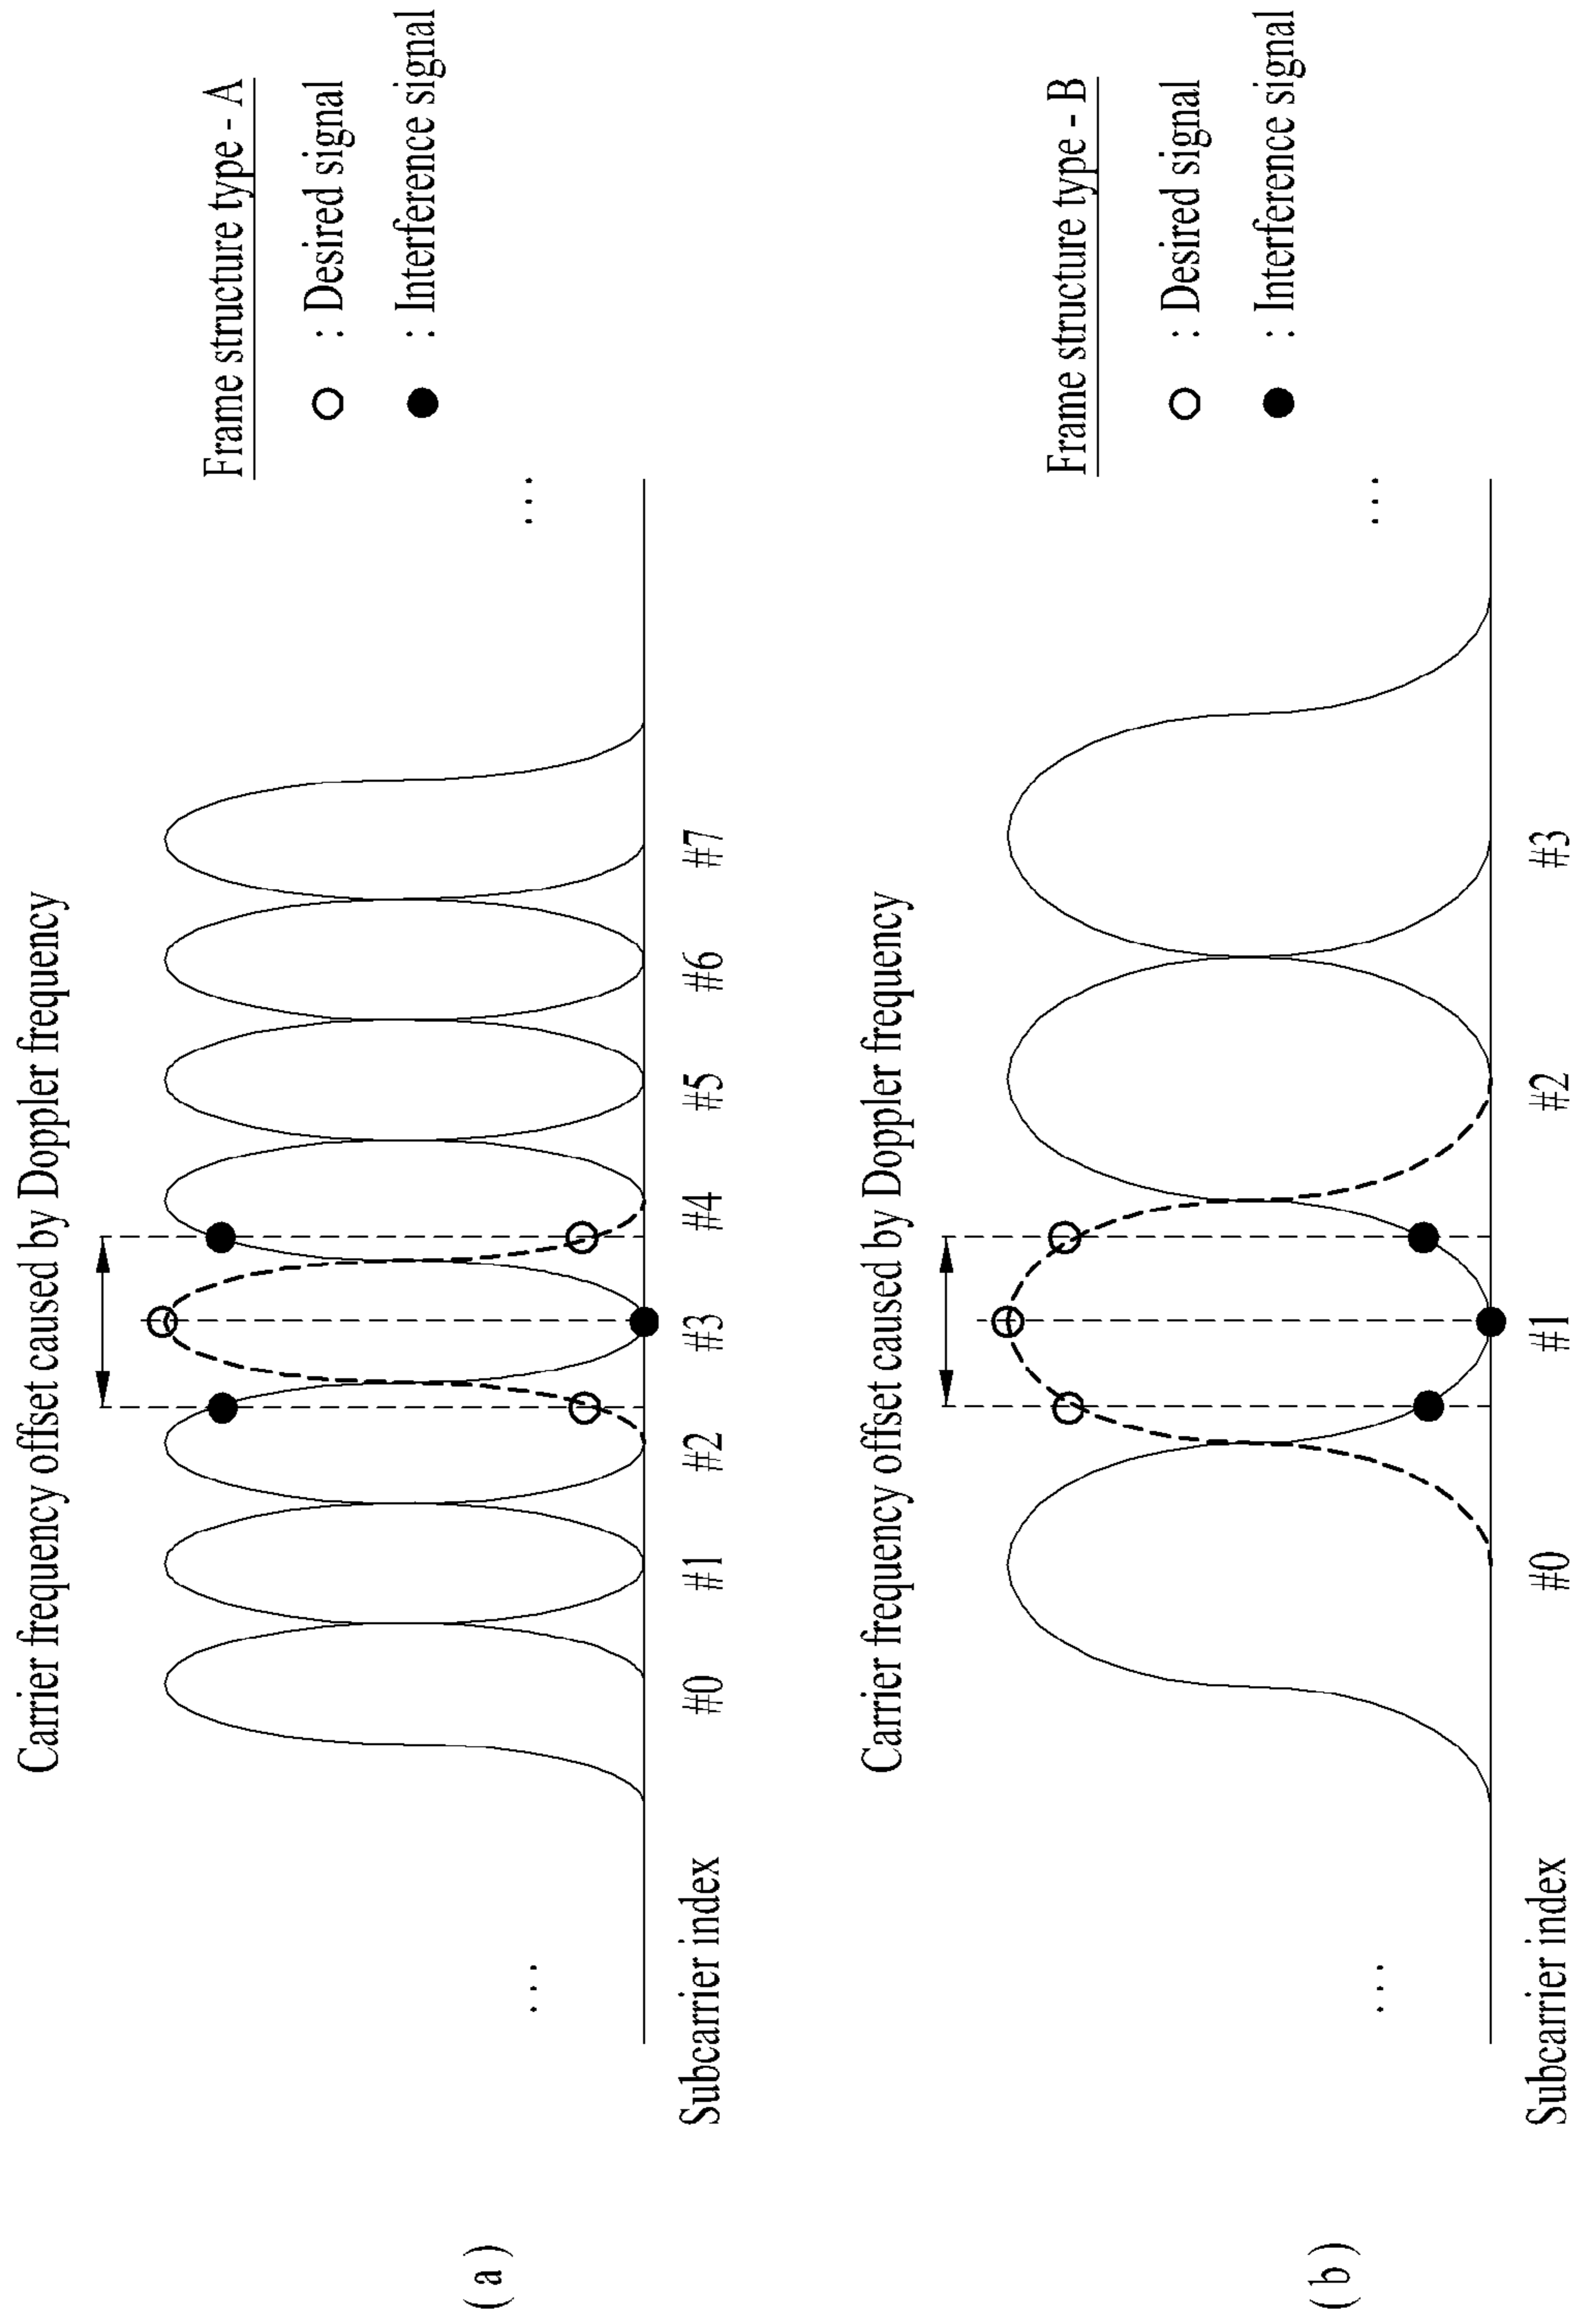 Carrier frequency offset caused by Doppler frequency
Frame structure type - A
: Desired signal
: Interference signal
...
...
Subcarrier index #0 #1 #2 #3 #4 #5 #6 #7
( a )
Carrier frequency offset caused by Doppler frequency
Frame structure type - B
: Desired signal
: Interference signal
...
...
Subcarrier index #0 #1 #2 #3
( b )